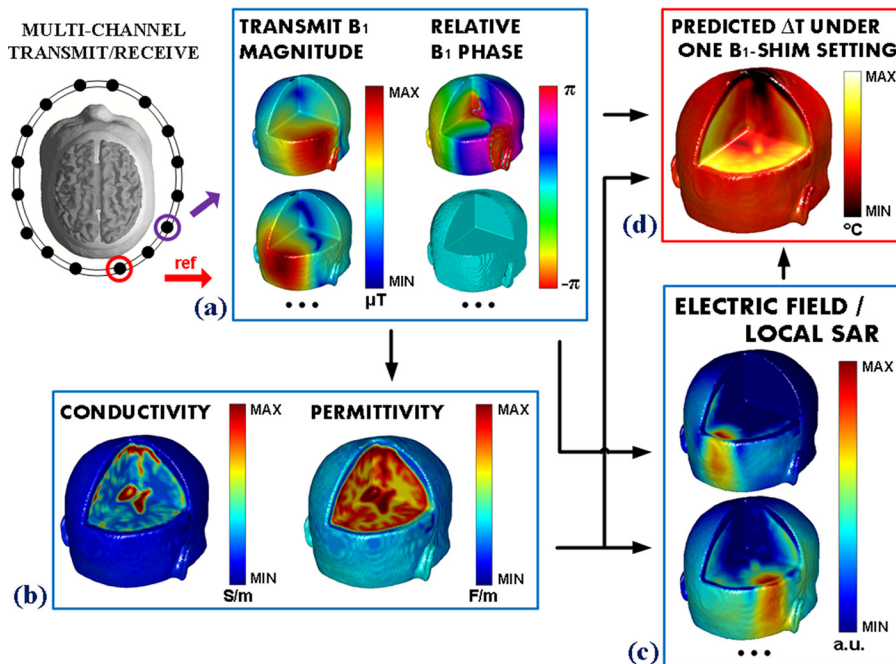 MULTI-CHANNEL
TRANSMIT/RECEIVE
ref
(a)
TRANSMIT B₁
MAGNITUDE
RELATIVE
B₁ PHASE
MAX
MIN
µT
π
-π
•••
•••
PREDICTED ΔT UNDER
ONE B₁-SHIM SETTING
MAX
MIN
°C
(d)
CONDUCTIVITY
PERMITTIVITY
MAX
MIN
S/m
MAX
MIN
F/m
(b)
ELECTRIC FIELD /
LOCAL SAR
MAX
MIN
a.u.
•••
(c)